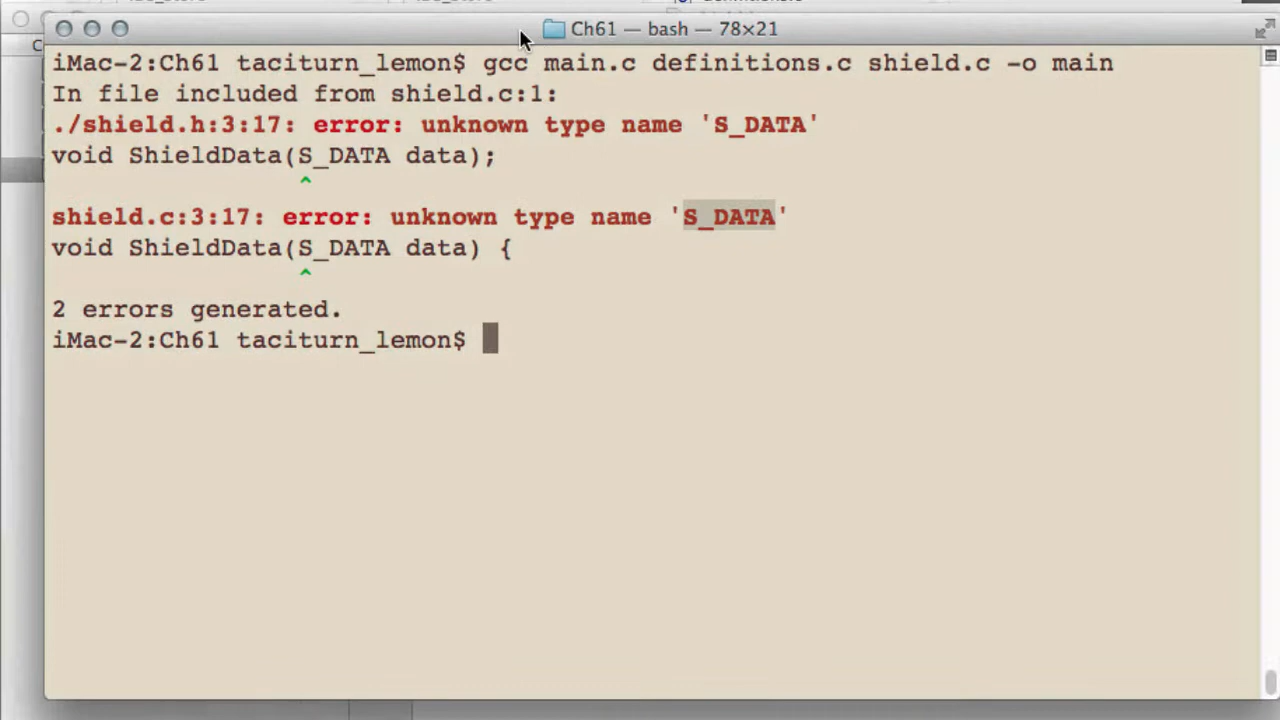 Ch61 — bash — 78×21
iMac-2:Ch61 taciturn_lemon$ gcc main.c definitions.c shield.c -o main
In file included from shield.c:1:
./shield.h:3:17: error: unknown type name 'S_DATA'
void ShieldData(S_DATA data);
^
shield.c:3:17: error: unknown type name 'S_DATA'
void ShieldData(S_DATA data) {
^
2 errors generated.
iMac-2:Ch61 taciturn_lemon$